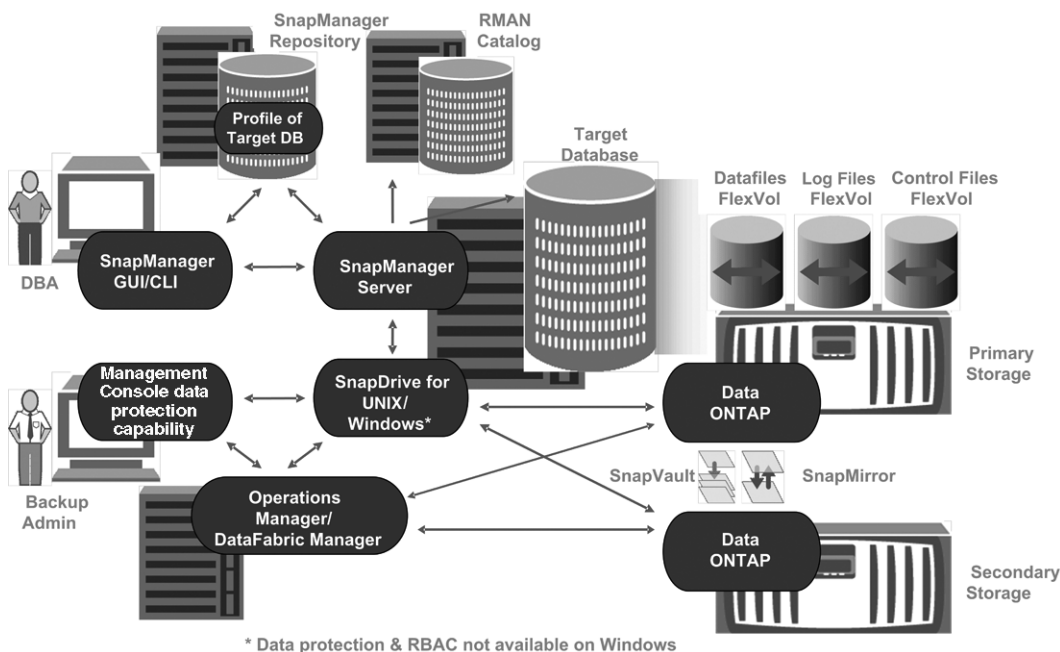 SnapManager
Repository
RMAN
Catalog
Profile of
Target DB
Target
Database
Datafiles
FlexVol
Log Files
FlexVol
Control Files
FlexVol
DBA
SnapManager
GUI/CLI
SnapManager
Server
Primary
Storage
Management
Console data
protection
capability
SnapDrive for
UNIX/
Windows*
Data
ONTAP
Backup
Admin
Operations
Manager/
DataFabric Manager
SnapVault
SnapMirror
Data
ONTAP
Secondary
Storage
* Data protection & RBAC not available on Windows